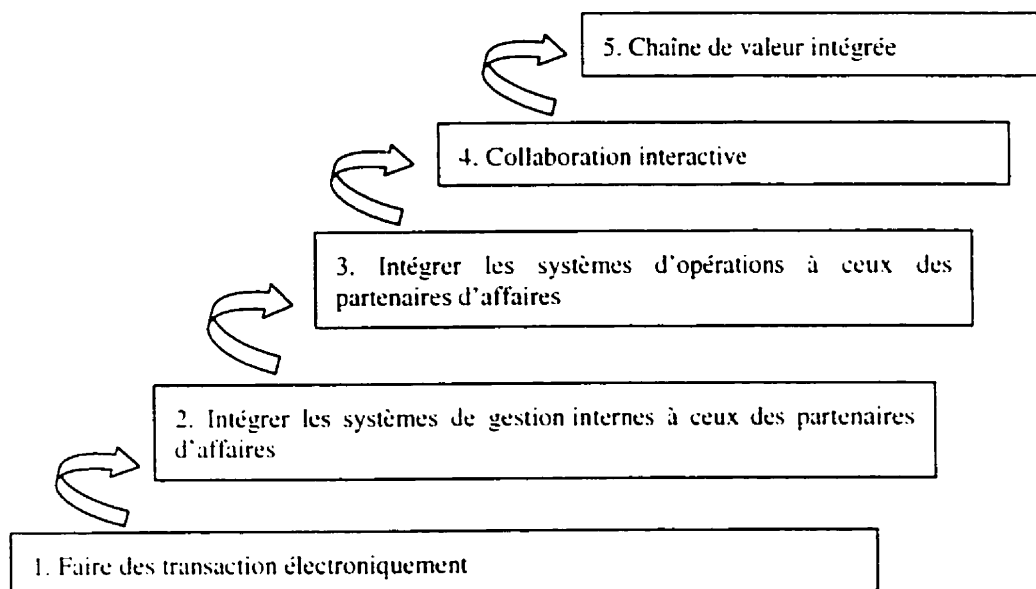 5. Chaîne de valeur intégrée
4. Collaboration interactive
3. Intégrer les systèmes d'opérations à ceux des
partenaires d'affaires
2. Intégrer les systèmes de gestion internes à ceux des partenaires
d'affaires
1. Faire des transaction électroniquement